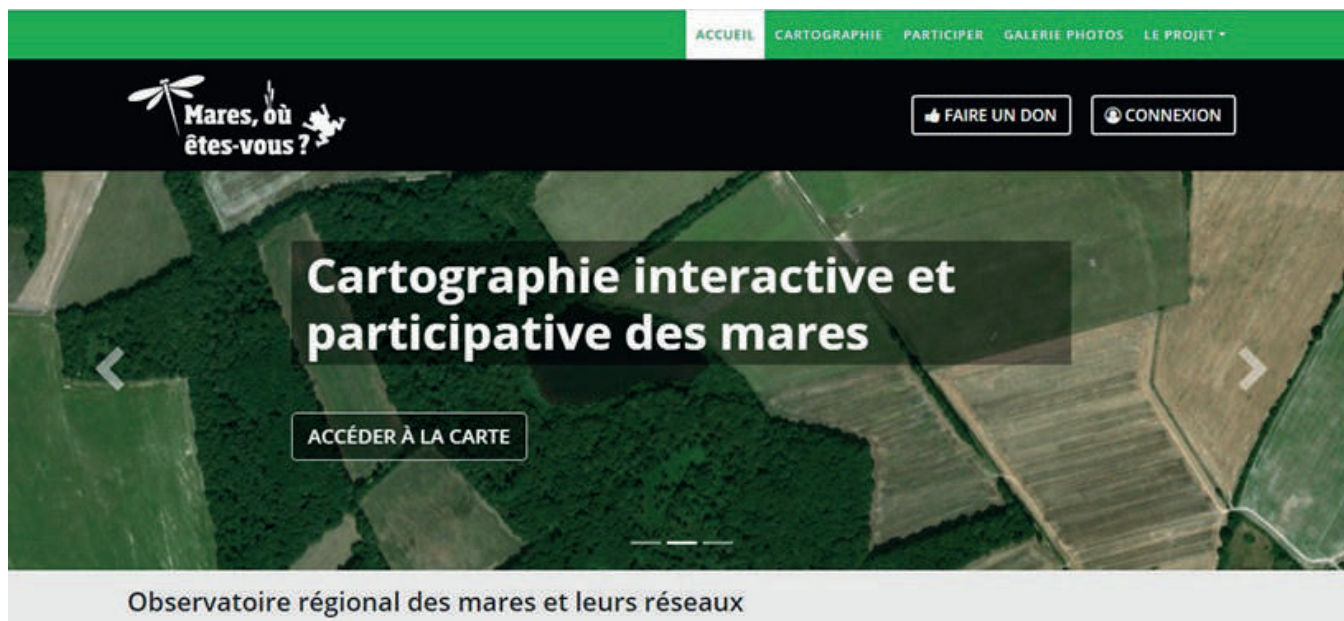 ACCUEIL CARTOGRAPHIE PARTICIPER GALERIE PHOTOS LE PROJET
Mares, où
êtes-vous ?
FAIRE UN DON
CONNEXION
Cartographie interactive et
participative des mares
ACCÉDER À LA CARTE
Observatoire régional des mares et leurs réseaux